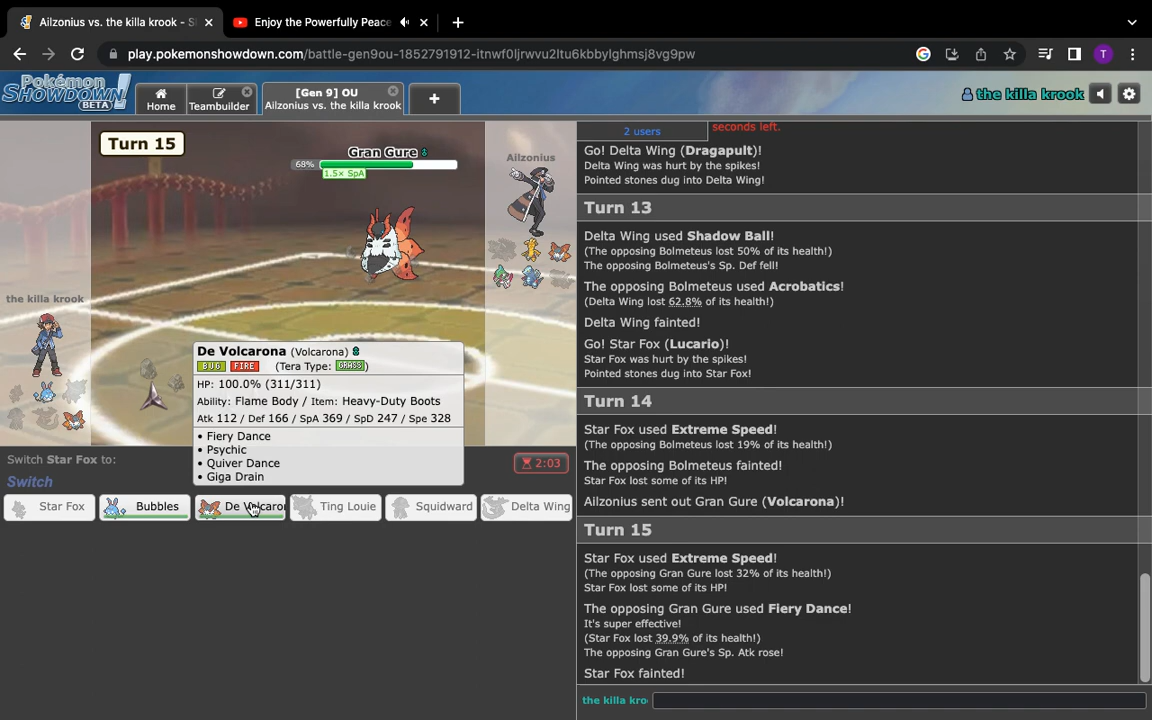 Ailzonius vs. the killa krook - S
Enjoy the Powerfully Peace
play.pokemonshowdown.com/battle-gen9ou-1852791912-itnwf0ljrwvu2ltu6kbbylghmsj8vg9pw
T
Pokémon
SHOWDOWN!
BETA
Home
Teambuilder
[Gen 9] OU
Ailzonius vs. the killa krook
the killa krook
Turn 15
Gran Gure
68%
1.5× SpA
Ailzonius
the killa krook
De Volcarona (Volcarona)
BUG FIRE (Tera Type: GRASS)
HP: 100.0% (311/311)
Ability: Flame Body / Item: Heavy-Duty Boots
Atk 112 / Def 166 / SpA 369 / SpD 247 / Spe 328
• Fiery Dance
• Psychic
• Quiver Dance
• Giga Drain
Switch Star Fox to:
2:03
Switch
Star Fox
Bubbles
De Volcaron
Ting Louie
Squidward
Delta Wing
2 users
seconds left.
Go! Delta Wing (Dragapult)!
Delta Wing was hurt by the spikes!
Pointed stones dug into Delta Wing!
Turn 13
Delta Wing used Shadow Ball!
(The opposing Bolmeteus lost 50% of its health!)
The opposing Bolmeteus's Sp. Def fell!
The opposing Bolmeteus used Acrobatics!
(Delta Wing lost 62.8% of its health!)
Delta Wing fainted!
Go! Star Fox (Lucario)!
Star Fox was hurt by the spikes!
Pointed stones dug into Star Fox!
Turn 14
Star Fox used Extreme Speed!
(The opposing Bolmeteus lost 19% of its health!)
The opposing Bolmeteus fainted!
Star Fox lost some of its HP!
Ailzonius sent out Gran Gure (Volcarona)!
Turn 15
Star Fox used Extreme Speed!
(The opposing Gran Gure lost 32% of its health!)
Star Fox lost some of its HP!
The opposing Gran Gure used Fiery Dance!
It's super effective!
(Star Fox lost 39.9% of its health!)
The opposing Gran Gure's Sp. Atk rose!
Star Fox fainted!
the killa kro